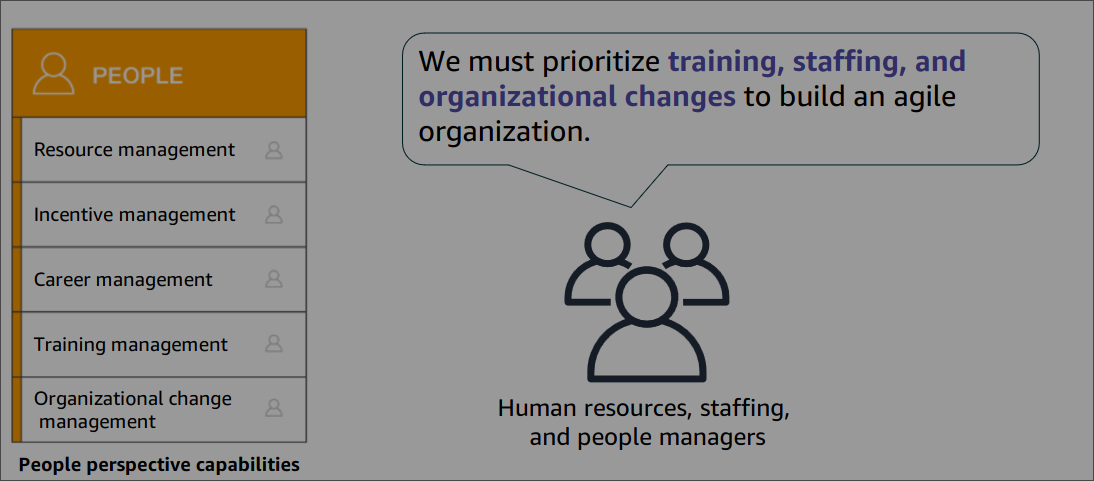 PEOPLE
Resource management
Incentive management
Career management
Training management
Organizational change
management
People perspective capabilities
We must prioritize training, staffing, and
organizational changes to build an agile
organization.
Human resources, staffing,
and people managers